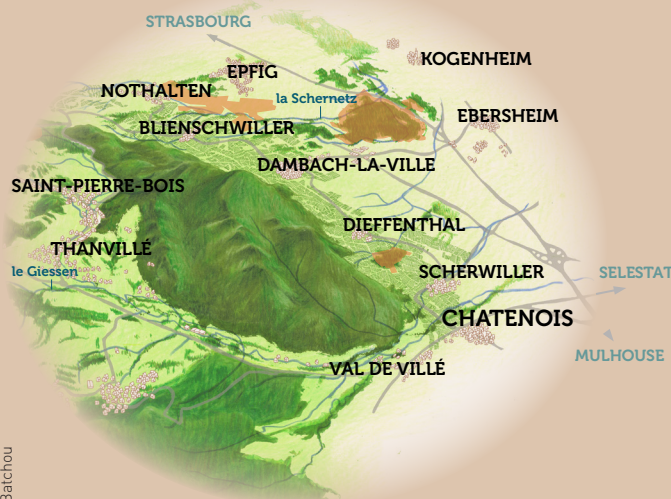 STRASBOURG
KOGENHEIM
EPFIG
NOTHALTEN
la Schernetz
EBERSHEIM
BLIENSCHWILLER
DAMBACH-LA-VILLE
SAINT-PIERRE-BOIS
DIEFFENTHAL
THANVILLÉ
le Giessen
SCHERWILLER
SELESTAT
CHATENOIS
MULHOUSE
VAL DE VILLÉ
Batchou